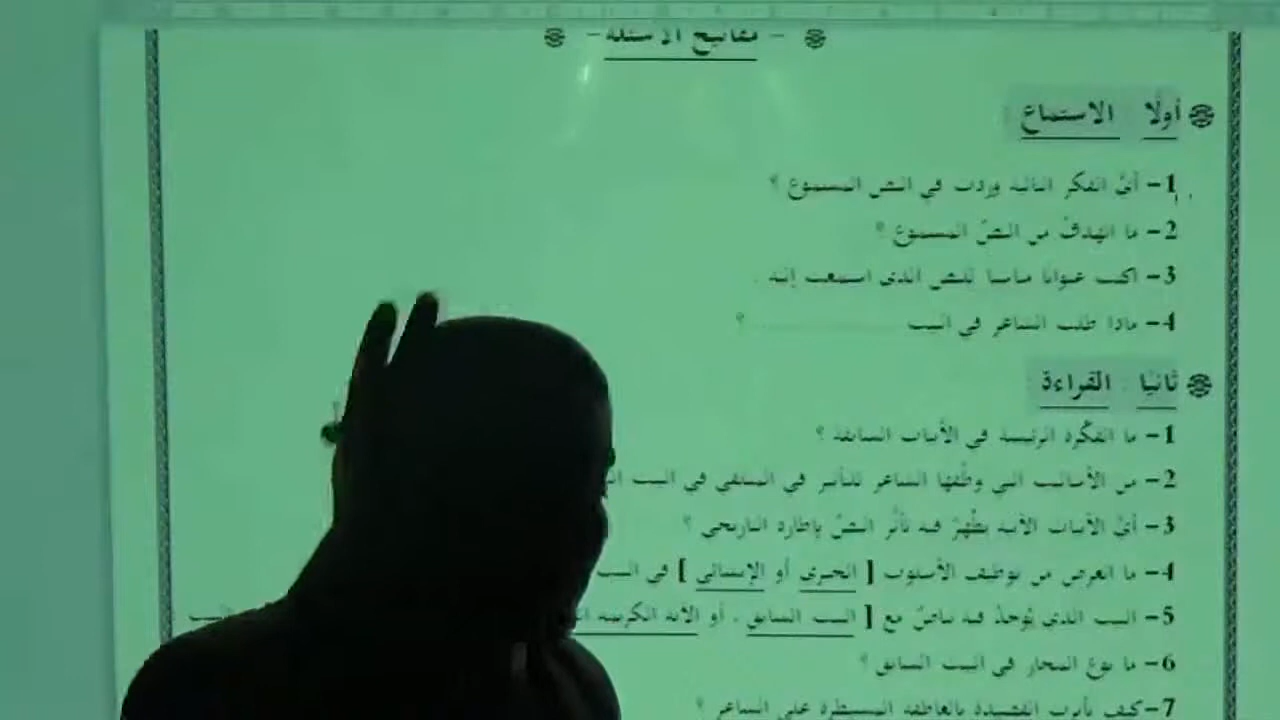 - مفاتيح الأسئلة -
أولًا الاستماع
1- أيُّ الفكر التالية وردت في النص المسموع ؟
2- ما الهدفُ من النصّ المسموع ؟
3- اكتب عنوانا مناسبا للنص الذي استمعت إليه .
4- ماذا طلب الشاعر في البيت ............ ؟
ثانيا : القراءة
1- ما الفكرة الرئيسة في الأبيات السابقة ؟
2- من الأساليب التي وظّفها الشاعر للتأثير في المتلقي في البيت
3- أيُّ الأبيات الآتية يظهرُ فيه تأثُّر النصّ بإطاره التاريخي ؟
4- ما الغرض من توظيف الأسلوب [ الخبري أو الإنشائي ] في البيت
5- البيت الذي يُوجدُ فيه تناصٌ مع [ البيت السابق ، أو الآية الكريمة البيت
6- ما نوع المجاز في البيت السابق ؟
7- كيف تأثرت القصيدة بالعاطفة المسيطرة على الشاعر ؟